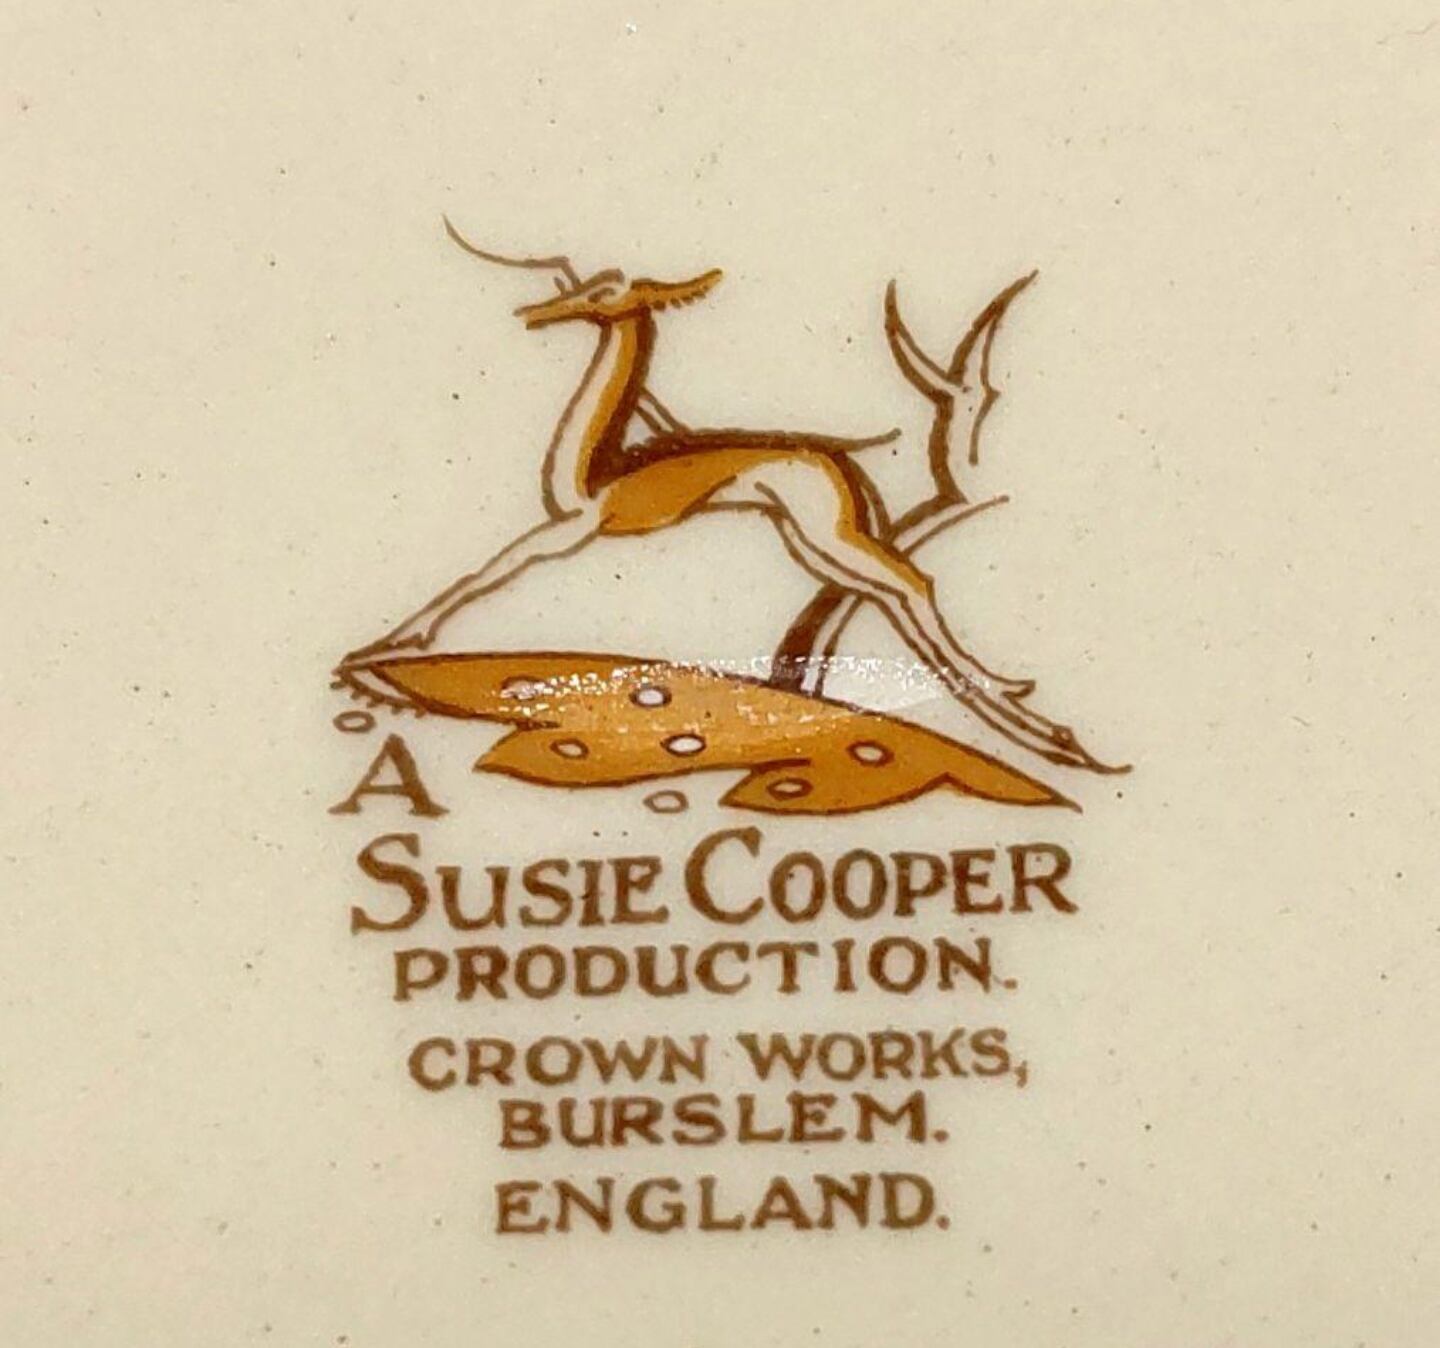 A
SUSIE COOPER
PRODUCTION.
CROWN WORKS,
BURSLEM.
ENGLAND.